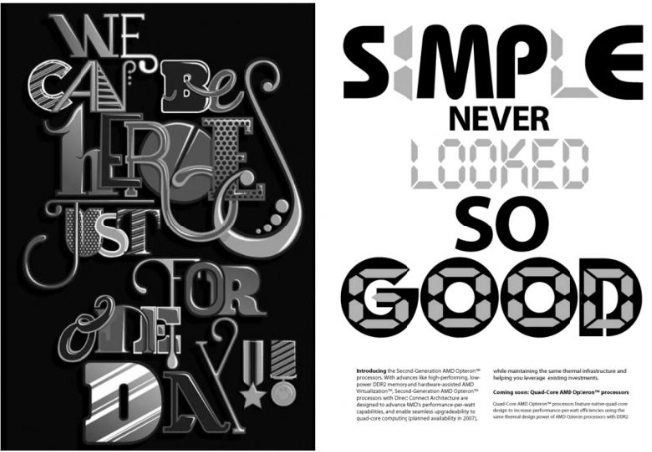 WE
CAN Be
hEROES
JUST
FOR
ONE
DAY!!
SIMPLE
NEVER
LOOKED
SO
GOOD
Introducing the Second-Generation AMD Opteron™
processors. With advances like high-performing, low-
power DDR2 memory and hardware-assisted AMD
Virtualization™, Second-Generation AMD Opteron™
processors with Direct Connect Architecture are
designed to advance AMD's performance-per-watt
capabilities, and enable seamless upgradeability to
quad-core computing (planned availability in 2007),
while maintaining the same thermal infrastructure and
helping you leverage existing investments.
Coming soon: Quad-Core AMD Opteron™ processors
Quad-Core AMD Opteron™ processors feature native quad-core
design to increase performance-per-watt efficiencies using the
same thermal design power of AMD Opteron processors with DDR2.